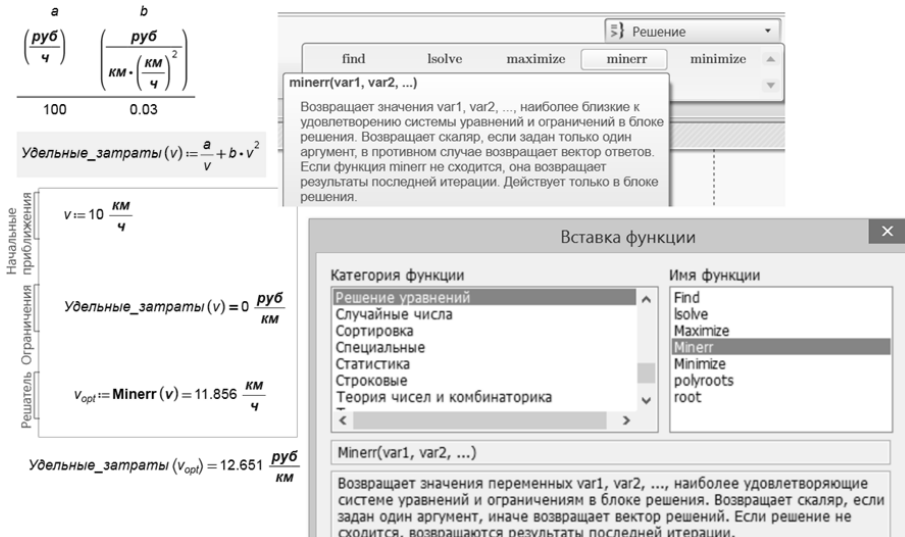 a b
(руб/ч) (руб/(км·(км/ч)²))
100 0.03
Удельные_затраты(v):=a/v+b·v²
Начальные приближения
v:=10 км/ч
Ограничения
Удельные_затраты(v)=0 руб/км
Решатель
v_opt:=Minerr(v)=11.856 км/ч
Удельные_затраты(v_opt)=12.651 руб/км
Решение
find lsolve maximize minerr minimize
minerr(var1, var2, ...)
Возвращает значения var1, var2, ..., наиболее близкие к
удовлетворению системы уравнений и ограничений в блоке
решения. Возвращает скаляр, если задан только один
аргумент, в противном случае возвращает вектор ответов.
Если функция minerr не сходится, она возвращает
результаты последней итерации. Действует только в блоке
решения.
Вставка функции
Категория функции
Решение уравнений
Случайные числа
Сортировка
Специальные
Статистика
Строковые
Теория чисел и комбинаторика
Имя функции
Find
lsolve
Maximize
Minerr
Minimize
polyroots
root
Minerr(var1, var2, ...)
Возвращает значения переменных var1, var2, ..., наиболее удовлетворяющие
системе уравнений и ограничениям в блоке решения. Возвращает скаляр, если
задан один аргумент, иначе возвращает вектор решений. Если решение не
сходится, возвращаются результаты последней итерации.